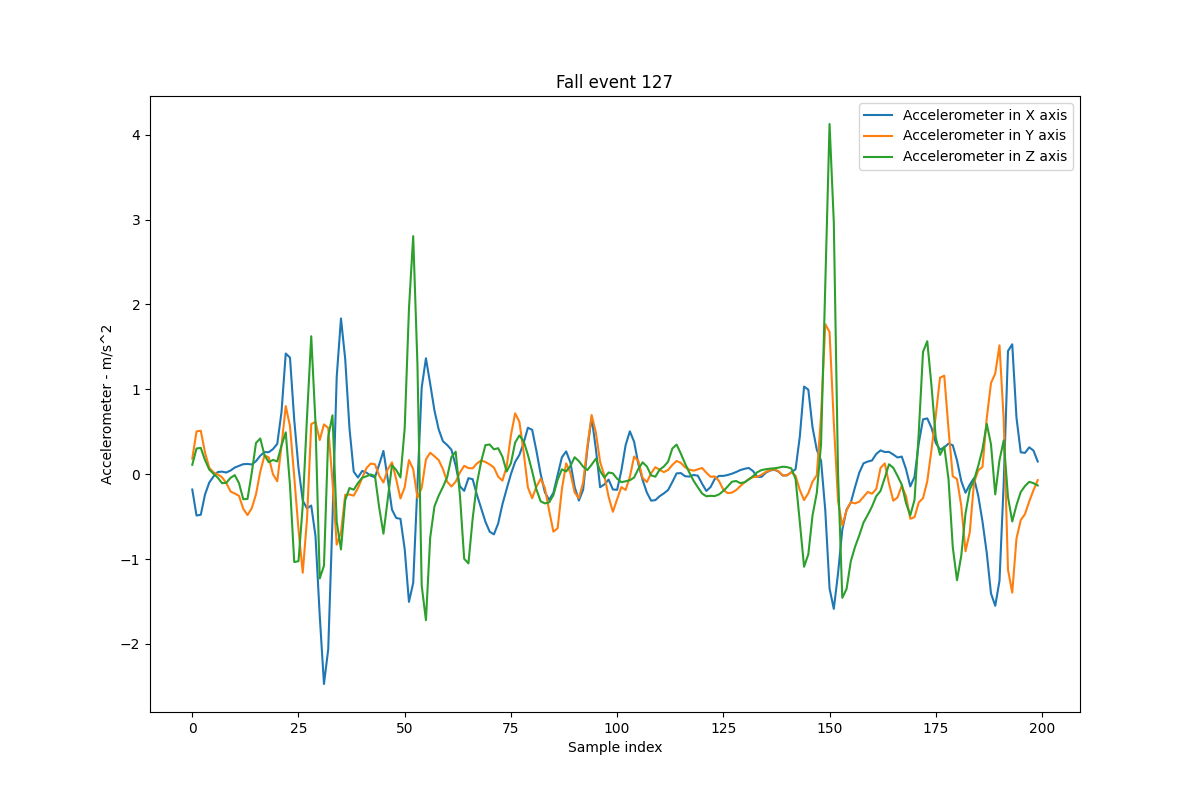 Fall event 127
Accelerometer in X axis
Accelerometer in Y axis
Accelerometer in Z axis
Accelerometer - m/s^2
4
3
2
1
0
−1
−2
0 25 50 75 100 125 150 175 200
Sample index